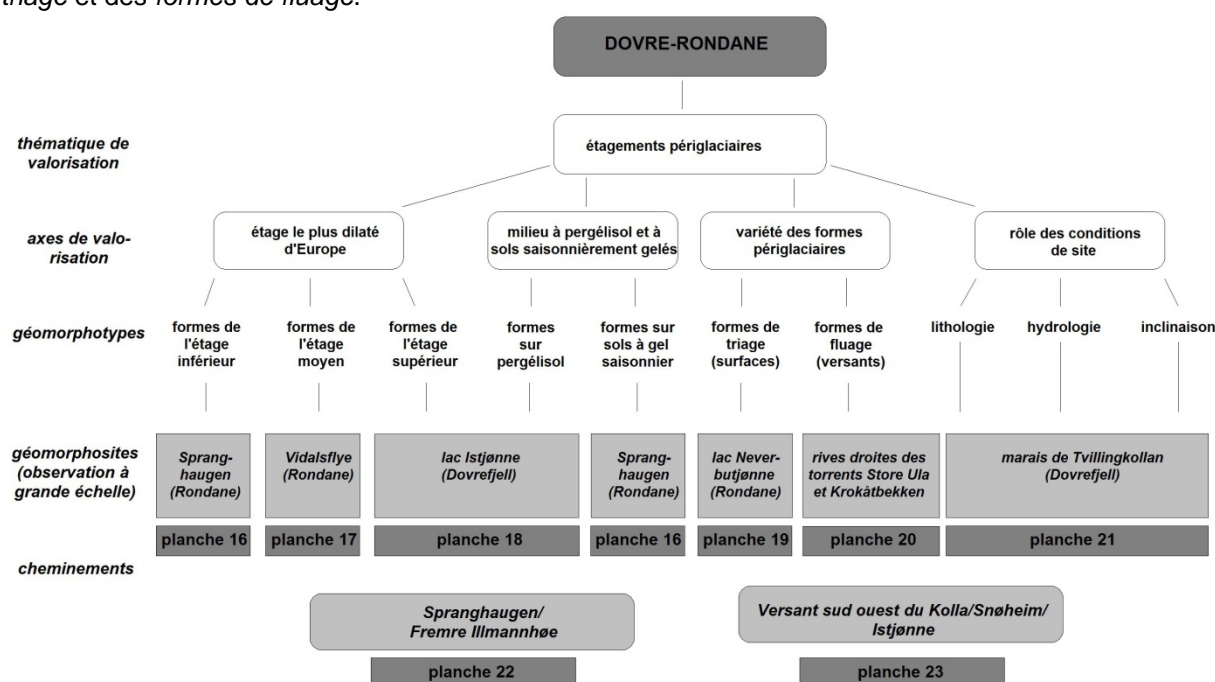 triage et des formes de fluage.
DOVRE-RONDANE
thématique de
valorisation
étagements périglaciaires
axes de valo-
risation
étage le plus dilaté
d'Europe
milieu à pergélisol et à
sols saisonnièrement gelés
variété des formes
périglaciaires
rôle des conditions
de site
géomorphotypes
formes de
l'étage
inférieur
formes de
l'étage
moyen
formes de
l'étage
supérieur
formes
sur
pergélisol
formes sur
sols à gel
saisonnier
formes de
triage
(surfaces)
formes de
fluage
(versants)
lithologie
hydrologie
inclinaison
géomorphosites
(observation à
grande échelle)
Sprang-
haugen
(Rondane)
Vidalsflye
(Rondane)
lac Istjønne
(Dovrefjell)
Sprang-
haugen
(Rondane)
lac Never-
butjønne
(Rondane)
rives droites des
torrents Store Ula
et Krokåtbekken
marais de Tvillingkollan
(Dovrefjell)
planche 16
planche 17
planche 18
planche 16
planche 19
planche 20
planche 21
cheminements
Spranghaugen/
Fremre Illmannhøe
planche 22
Versant sud ouest du Kolla/Snøheim/
Istjønne
planche 23